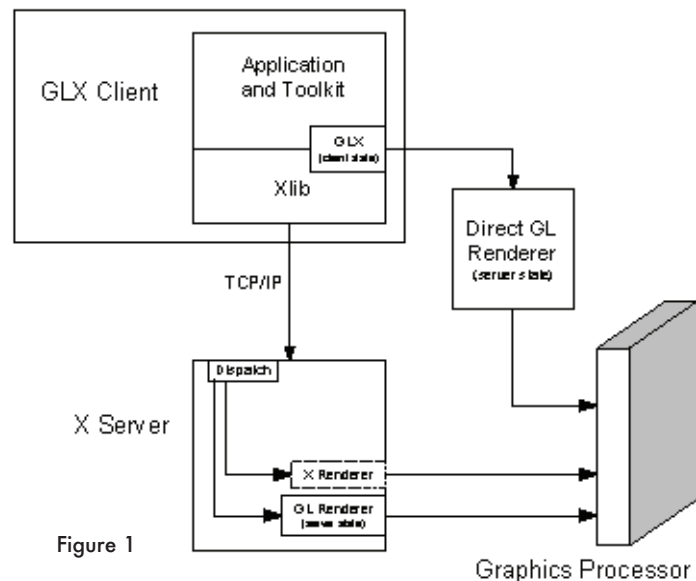 Application
and Toolkit
GLX Client
GLX
(client state)
Xlib
Direct GL
Renderer
(server state)
TCP/IP
Dispatch
X Server
X Renderer
GL Renderer
(server state)
Figure 1
Graphics Processor